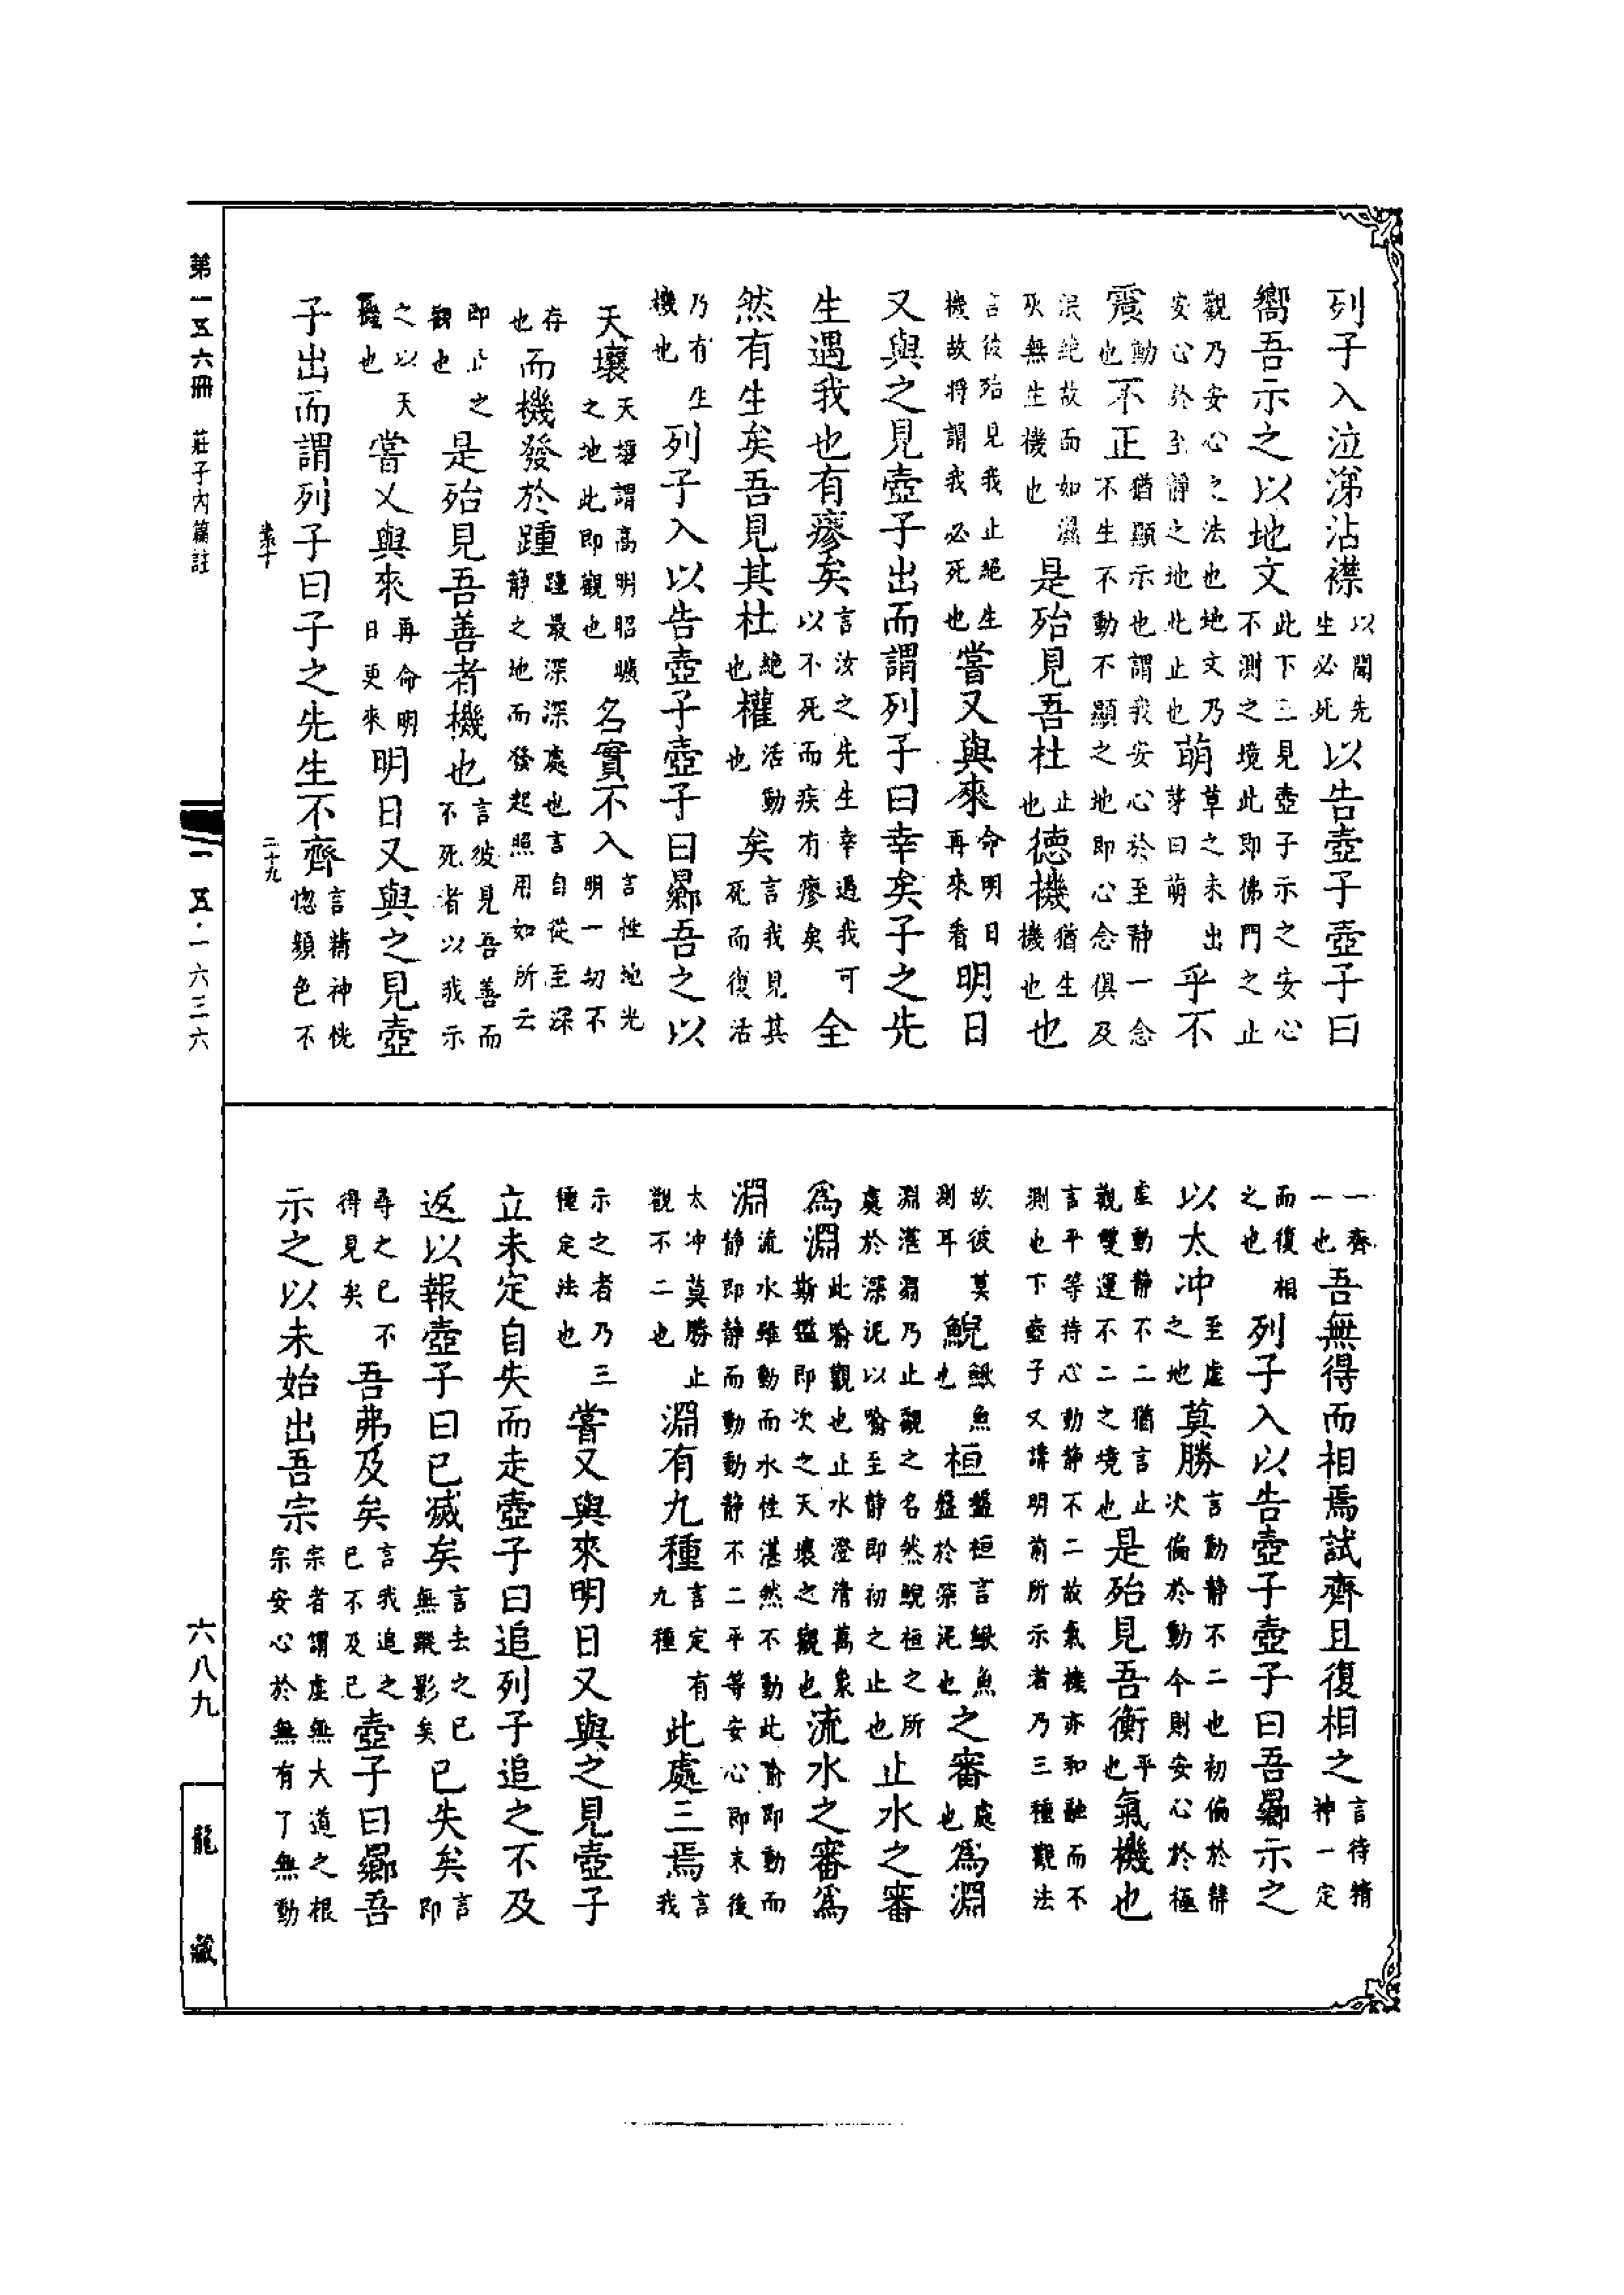 列子入泣涕沾襟以聞先生必死以告壺子壺子曰
嚮吾示之以地文此下三見壺子示之安心不測之境此即佛門之止
觀乃安心之法也地文乃安心於至靜之地此止也萌草之未出芽曰萌乎不
震動也不正猶顯示也謂我安心於至靜一念不生不動不顯之地即心念俱及
泯絕故面如濕灰無生機也是殆見吾杜止也德機猶生機也也
言彼殆見我止絕生機故將謂我必死也嘗又與來命明日再來看明日
又與之見壺子出而謂列子曰幸矣子之先
生遇我也有瘳矣言汝之先生幸遇我可以不死而疾有瘳矣全
然有生矣吾見其杜絕也權活動也矣言我見其死而復活
乃有生機也列子入以告壺子壺子曰曏吾之以
天壤天壤謂高明昭曠之地此即觀也名實不入言性地光明一切不
存也而機發於踵踵最深深處也言自從至深靜之地而發起照用如所云
即止之觀也是殆見吾善者機也言彼見吾善而不死者以我示
之以天機也嘗又與來再命明日更來明日又與之見壺
子出而謂列子曰子之先生不齊言精神恍惚顏色不
一齊一也吾無得而相焉試齊且復相之言待精神一定
而復相之也列子入以告壺子壺子曰吾曏示之
以太沖至虛之地莫勝言動靜不二也初偏於靜次偏於動今則安心於極
虛動靜不二猶言止觀雙運不二之境也是殆見吾衡平也氣機也
言平等持心動靜不二故氣機亦和融而不測也下壺子又講明前所示者乃三種觀法
故彼莫測耳鯢鰍魚也桓盤桓言鰍魚盤於深泥也之審處也為淵
淵湛淵乃止觀之名然鯢桓之所處於深泥以喻至靜即初之止也止水之審
為淵此喻觀也止水澄清萬象斯鑑即次之天壤之觀也流水之審為
淵流水雖動而水性湛然不動此喻即動而靜即靜而動動靜不二平等安心即末後
太沖莫勝止觀不二也淵有九種言定有九種此處三焉言我
示之者乃三種定法也嘗又與來明日又與之見壺子
立未定自失而走壺子曰追列子追之不及
返以報壺子曰已滅矣言去之已無蹤影矣已失矣言即
尋之已不得見矣吾弗及矣言我追之已不及已壺子曰曏吾
示之以未始出吾宗宗者謂虛無大道之根宗安心於無有了無動
第一五六冊 莊子內篇註
二十九
一五·一六三六
六八九
龍藏